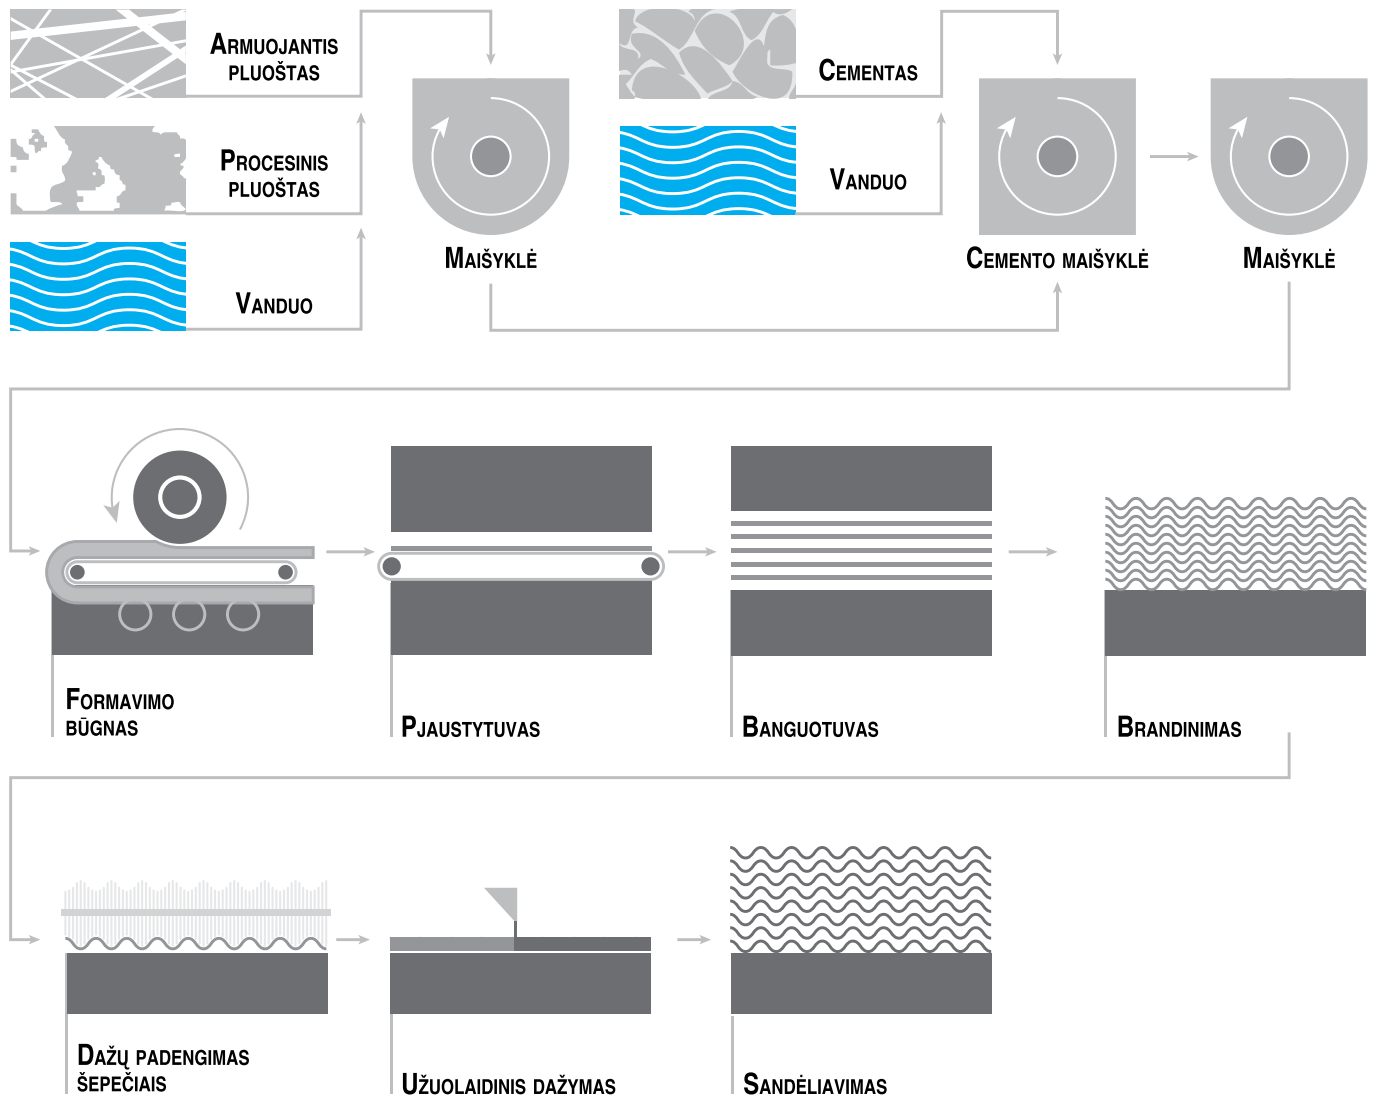 Armuojantis
pluoštas
Cementas
Procesinis
pluoštas
Vanduo
Vanduo
Maišyklė
Cemento maišyklė
Maišyklė
Formavimo
būgnas
Pjaustytuvas
Banguotuvas
Brandinimas
Dažų padengimas
šepečiais
Užuolaidinis dažymas
Sandėliavimas